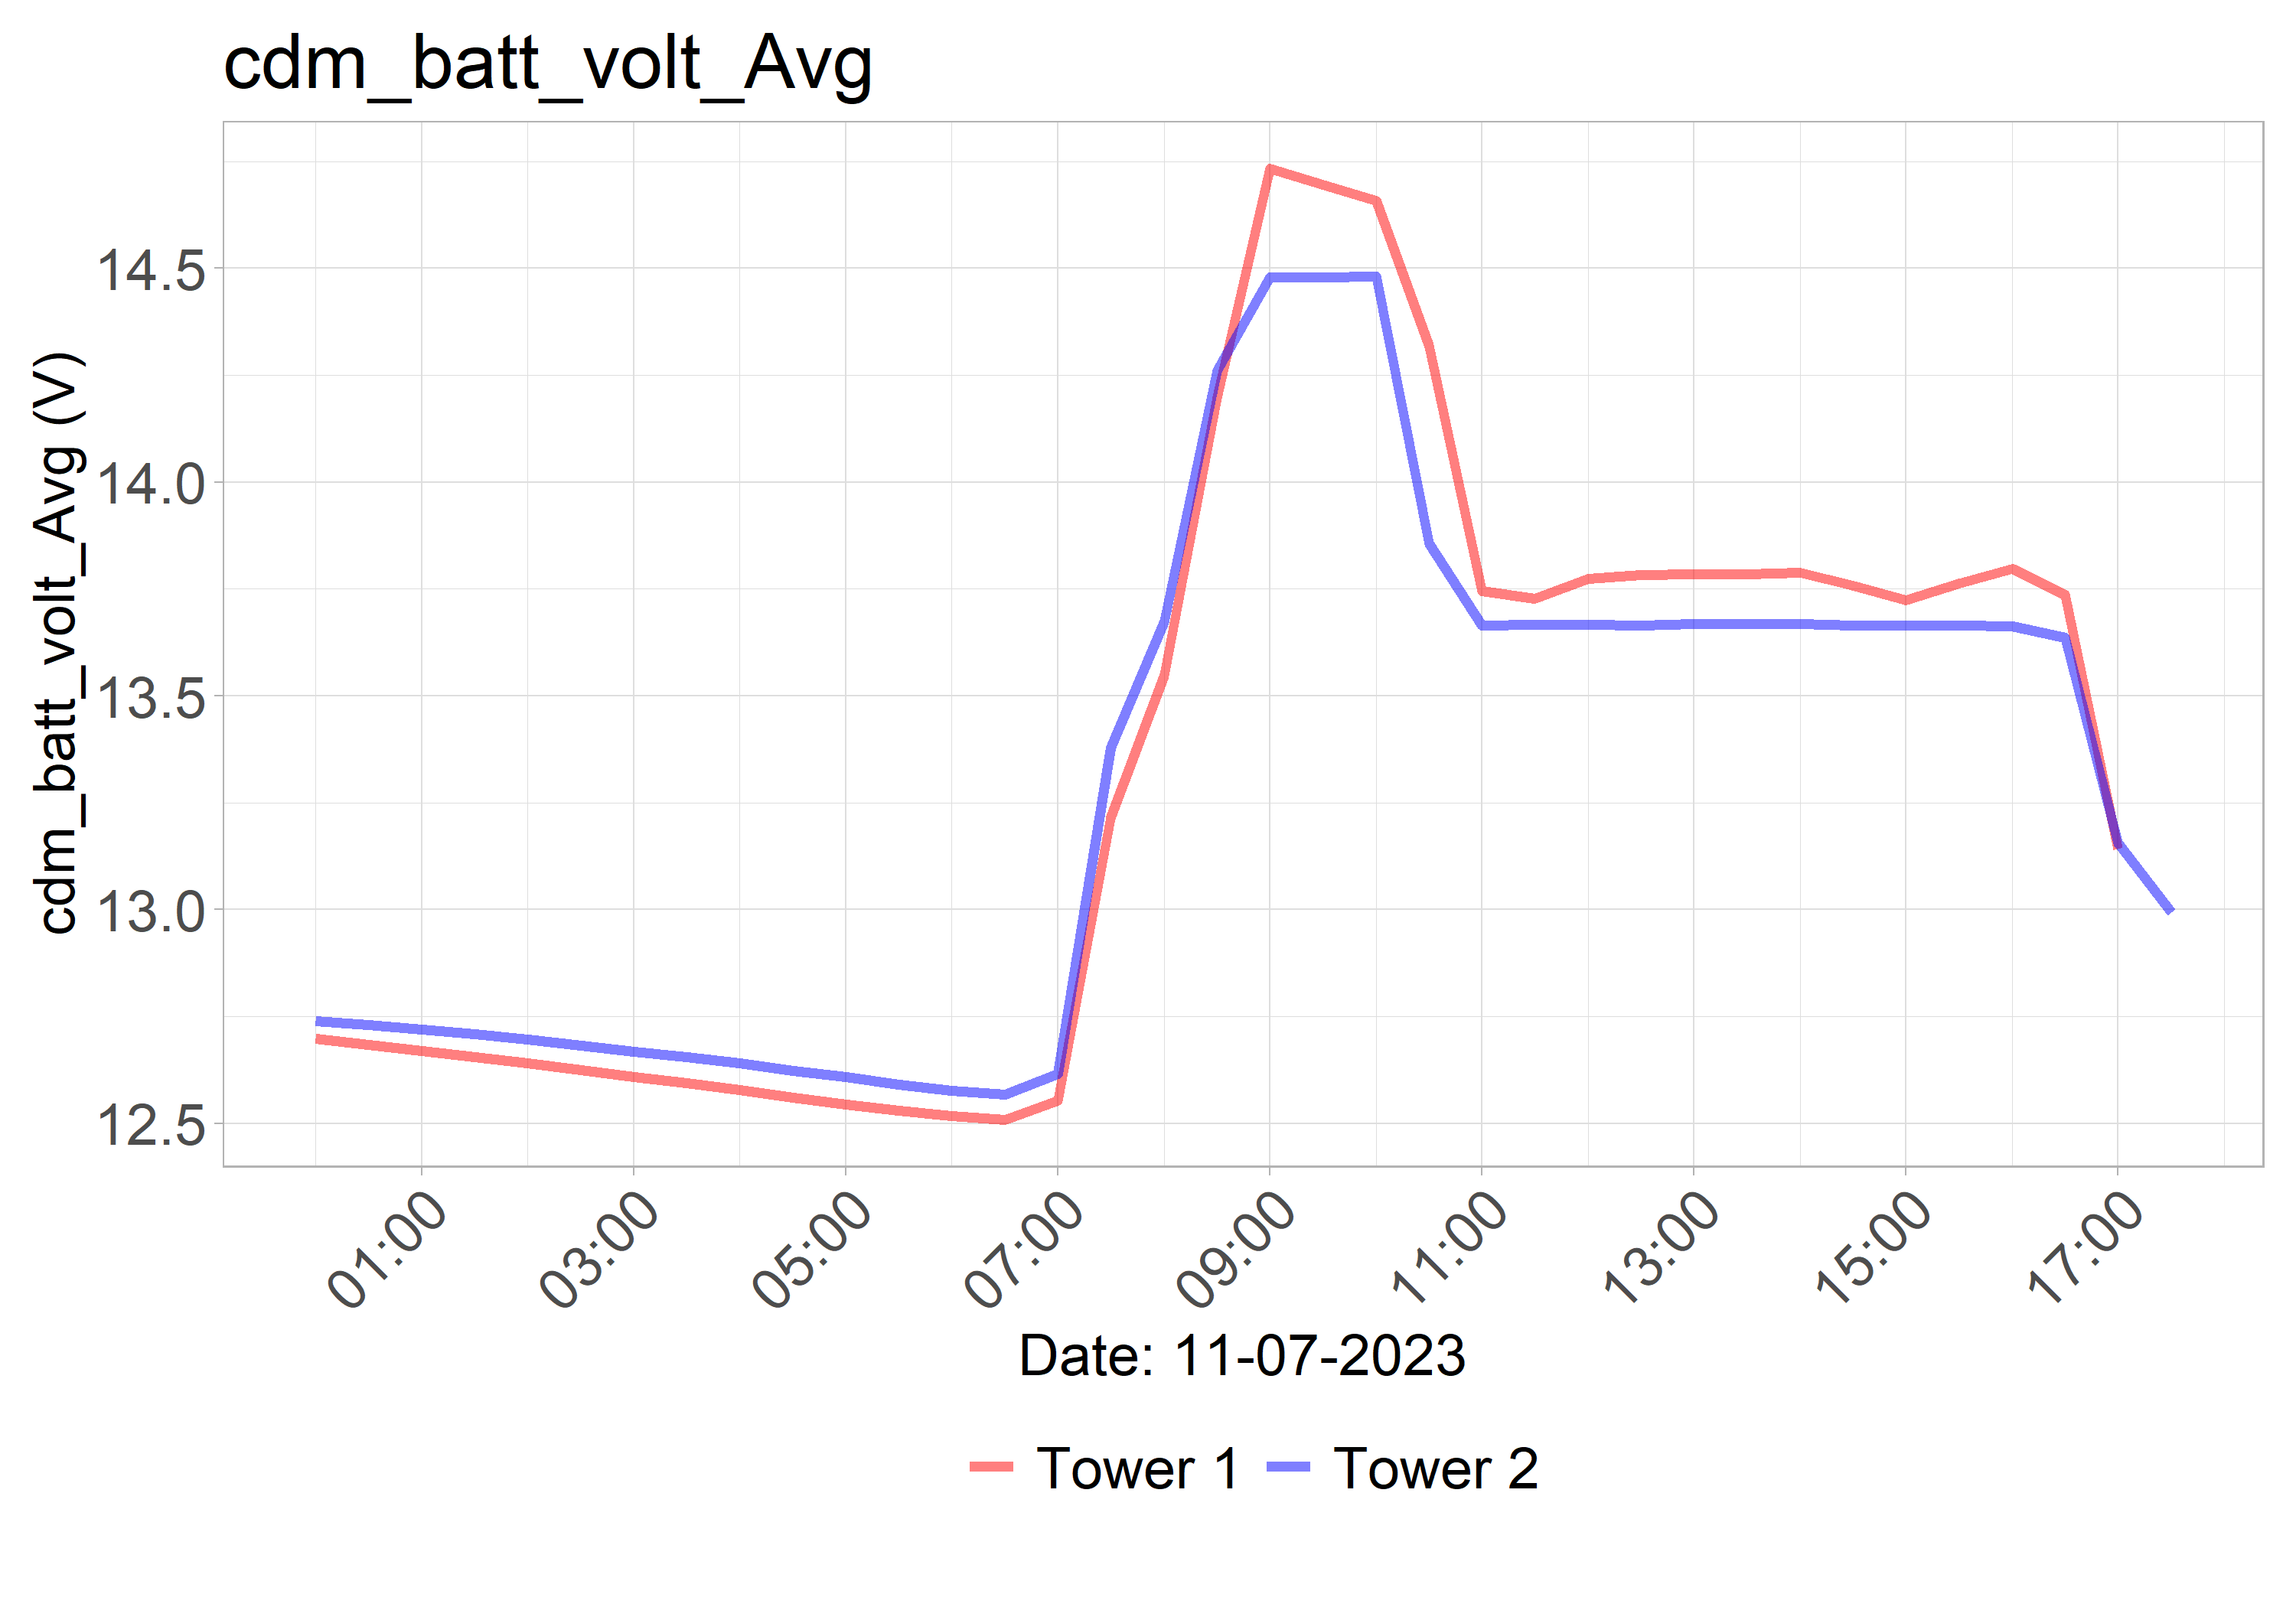 cdm_batt_volt_Avg
cdm_batt_volt_Avg (V)
14.5
14.0
13.5
13.0
12.5
01:00 03:00 05:00 07:00 09:00 11:00 13:00 15:00 17:00
Date: 11-07-2023
Tower 1 Tower 2